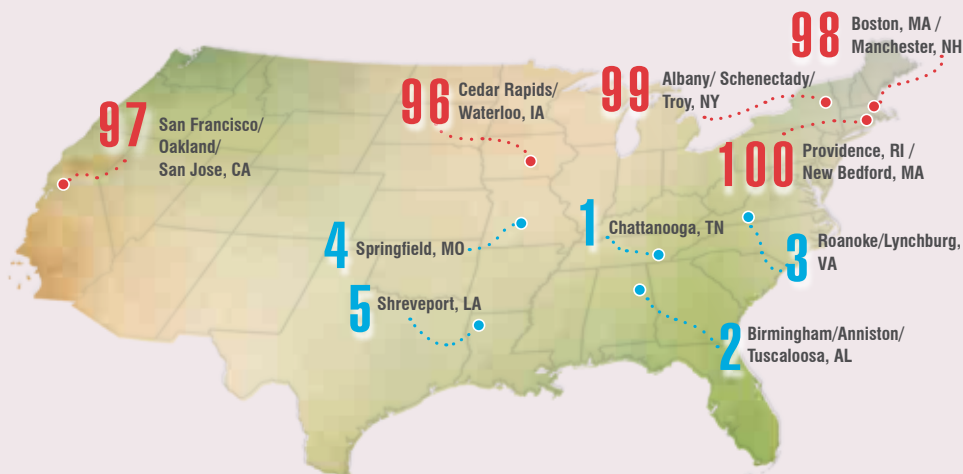 98
Boston, MA /
Manchester, NH
99
Albany/ Schenectady/
Troy, NY
96
Cedar Rapids/
Waterloo, IA
97
San Francisco/
Oakland/
San Jose, CA
100
Providence, RI /
New Bedford, MA
1
Chattanooga, TN
4
Springfield, MO
3
Roanoke/Lynchburg,
VA
5
Shreveport, LA
2
Birmingham/Anniston/
Tuscaloosa, AL